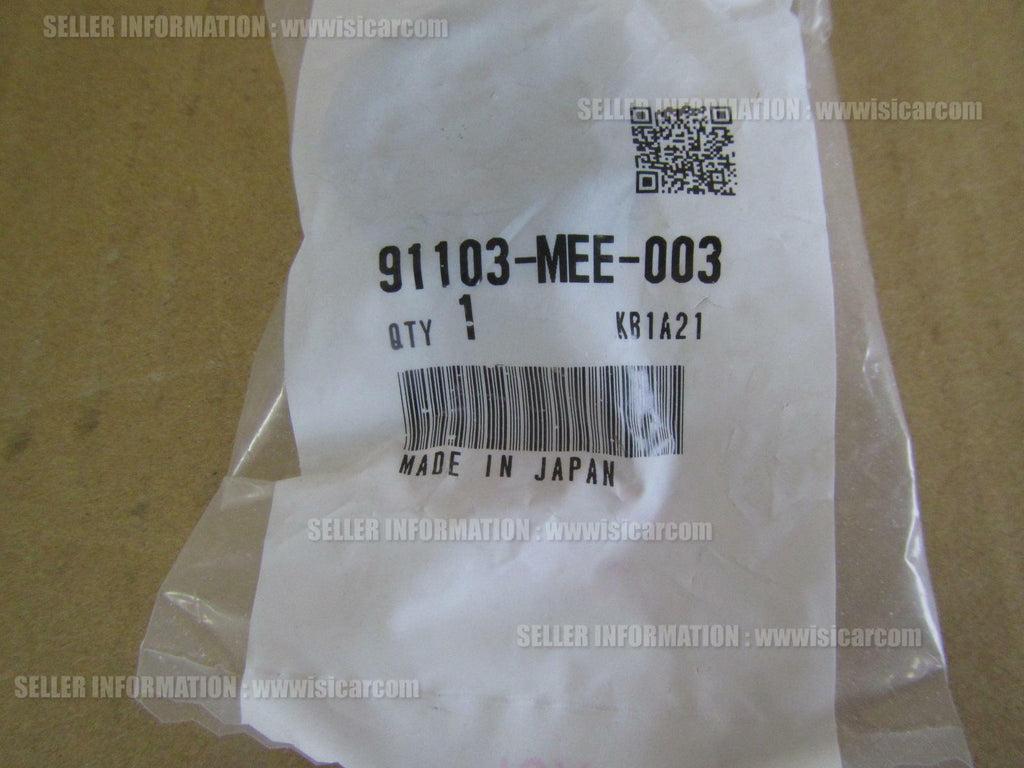 SELLER INFORMATION : wwwisicarcom
SELLER INFORMATION : wwwisicarcom
91103-MEE-003
QTY 1 KB1A21
MADE IN JAPAN
SELLER INFORMATION : wwwisicarcom
SELLER INFORMATION : wwwisicarcom
SELLER INFORMATION : wwwisicarcom